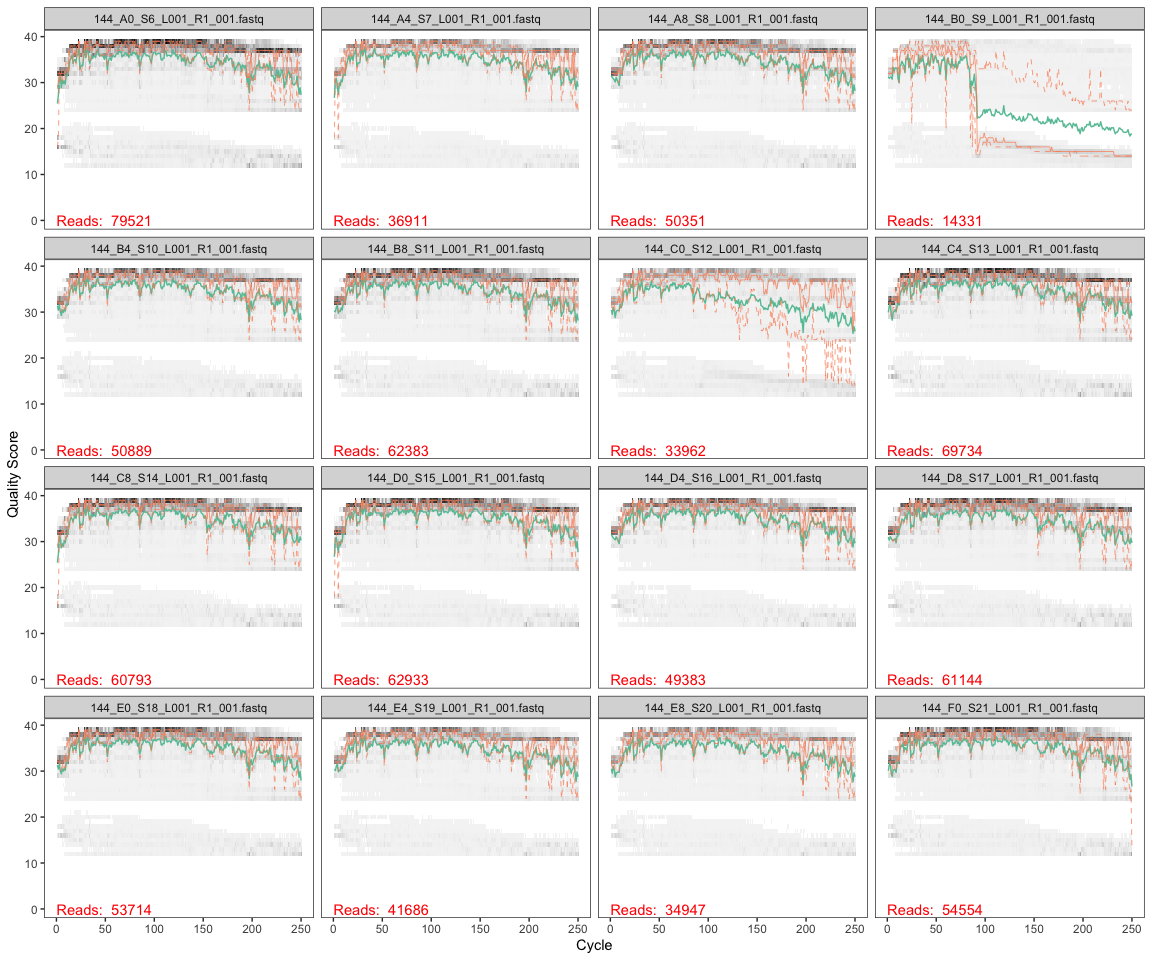 144_A0_S6_L001_R1_001.fastq 144_A4_S7_L001_R1_001.fastq 144_A8_S8_L001_R1_001.fastq 144_B0_S9_L001_R1_001.fastq
40
30
20
10
0
Reads: 79521 Reads: 36911 Reads: 50351 Reads: 14331
144_B4_S10_L001_R1_001.fastq 144_B8_S11_L001_R1_001.fastq 144_C0_S12_L001_R1_001.fastq 144_C4_S13_L001_R1_001.fastq
40
30
20
10
0
Reads: 50889 Reads: 62383 Reads: 33962 Reads: 69734
Quality Score
144_C8_S14_L001_R1_001.fastq 144_D0_S15_L001_R1_001.fastq 144_D4_S16_L001_R1_001.fastq 144_D8_S17_L001_R1_001.fastq
40
30
20
10
0
Reads: 60793 Reads: 62933 Reads: 49383 Reads: 61144
144_E0_S18_L001_R1_001.fastq 144_E4_S19_L001_R1_001.fastq 144_E8_S20_L001_R1_001.fastq 144_F0_S21_L001_R1_001.fastq
40
30
20
10
0
Reads: 53714 Reads: 41686 Reads: 34947 Reads: 54554
0 50 100 150 200 250 0 50 100 150 200 250 0 50 100 150 200 250 0 50 100 150 200 250
Cycle